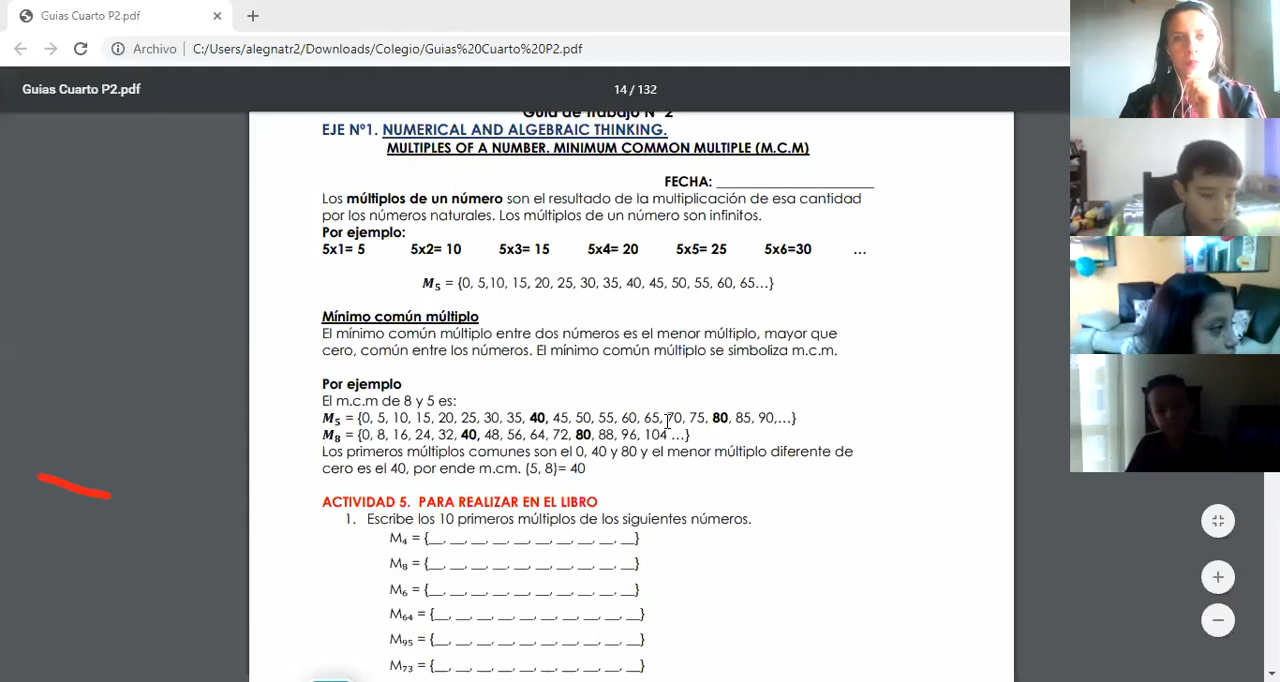 Guias Cuarto P2.pdf
Archivo C:/Users/alegnatr2/Downloads/Colegio/Guias%20Cuarto%20P2.pdf
Guias Cuarto P2.pdf 14 / 132
Guía de Trabajo N° 2
EJE Nº1. NUMERICAL AND ALGEBRAIC THINKING.
MULTIPLES OF A NUMBER. MINIMUM COMMON MULTIPLE (M.C.M)
FECHA: ____________________
Los múltiplos de un número son el resultado de la multiplicación de esa cantidad
por los números naturales. Los múltiplos de un número son infinitos.
Por ejemplo:
5x1= 5 5x2= 10 5x3= 15 5x4= 20 5x5= 25 5x6=30 ...
M₅ = {0, 5,10, 15, 20, 25, 30, 35, 40, 45, 50, 55, 60, 65...}
Mínimo común múltiplo
El mínimo común múltiplo entre dos números es el menor múltiplo, mayor que
cero, común entre los números. El mínimo común múltiplo se simboliza m.c.m.
Por ejemplo
El m.c.m de 8 y 5 es:
M₅ = {0, 5, 10, 15, 20, 25, 30, 35, 40, 45, 50, 55, 60, 65, 70, 75, 80, 85, 90,...}
M₈ = {0, 8, 16, 24, 32, 40, 48, 56, 64, 72, 80, 88, 96, 104 ...}
Los primeros múltiplos comunes son el 0, 40 y 80 y el menor múltiplo diferente de
cero es el 40, por ende m.cm. (5, 8)= 40
ACTIVIDAD 5. PARA REALIZAR EN EL LIBRO
1. Escribe los 10 primeros múltiplos de los siguientes números.
M₄ = {__, __, __, __, __, __, __, __, __, __}
M₈ = {__, __, __, __, __, __, __, __, __, __}
M₆ = {__, __, __, __, __, __, __, __, __, __}
M₆₄ = {__, __, __, __, __, __, __, __, __, __}
M₉₅ = {__, __, __, __, __, __, __, __, __, __}
M₇₃ = {__, __, __, __, __, __, __, __, __, __}